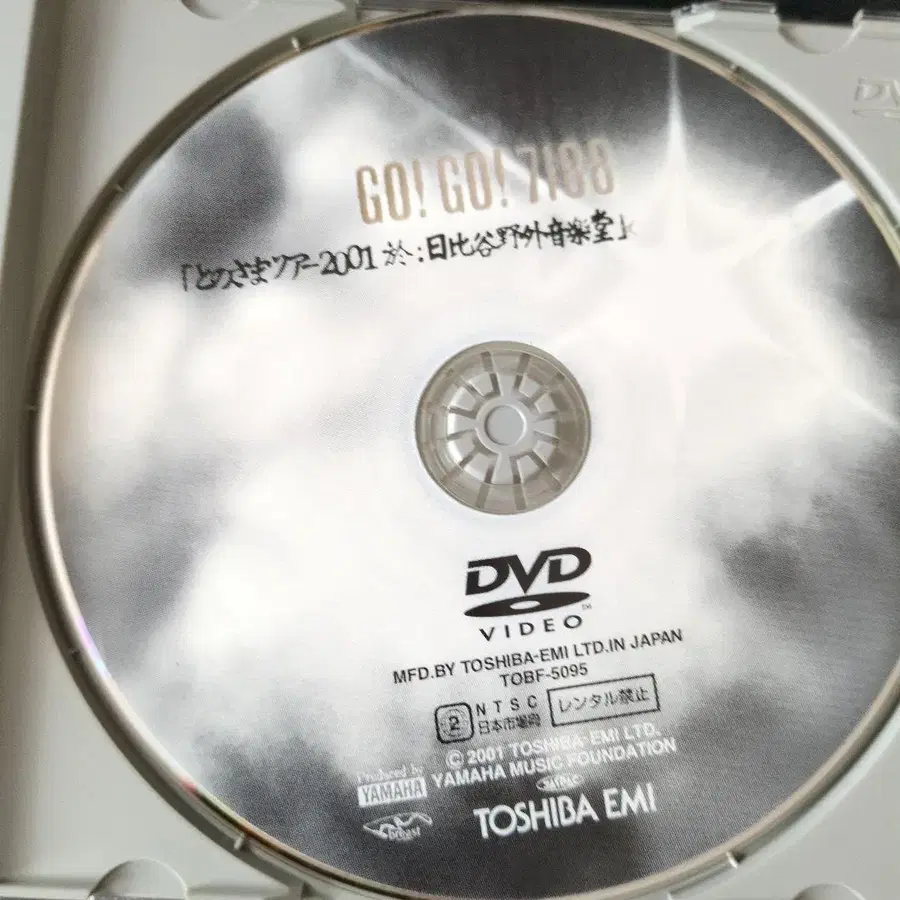 GO! GO! 7188
「とのさまツアー2001 於:日比谷野外音楽堂」
DVD
VIDEO
TM
MFD.BY TOSHIBA-EMI LTD.IN JAPAN
TOBF-5095
2 NTSC 日本市場向 レンタル禁止
© 2001 TOSHIBA-EMI LTD.
YAMAHA MUSIC FOUNDATION
Produced by
YAMAHA
breast
TOSHIBA EMI
DV